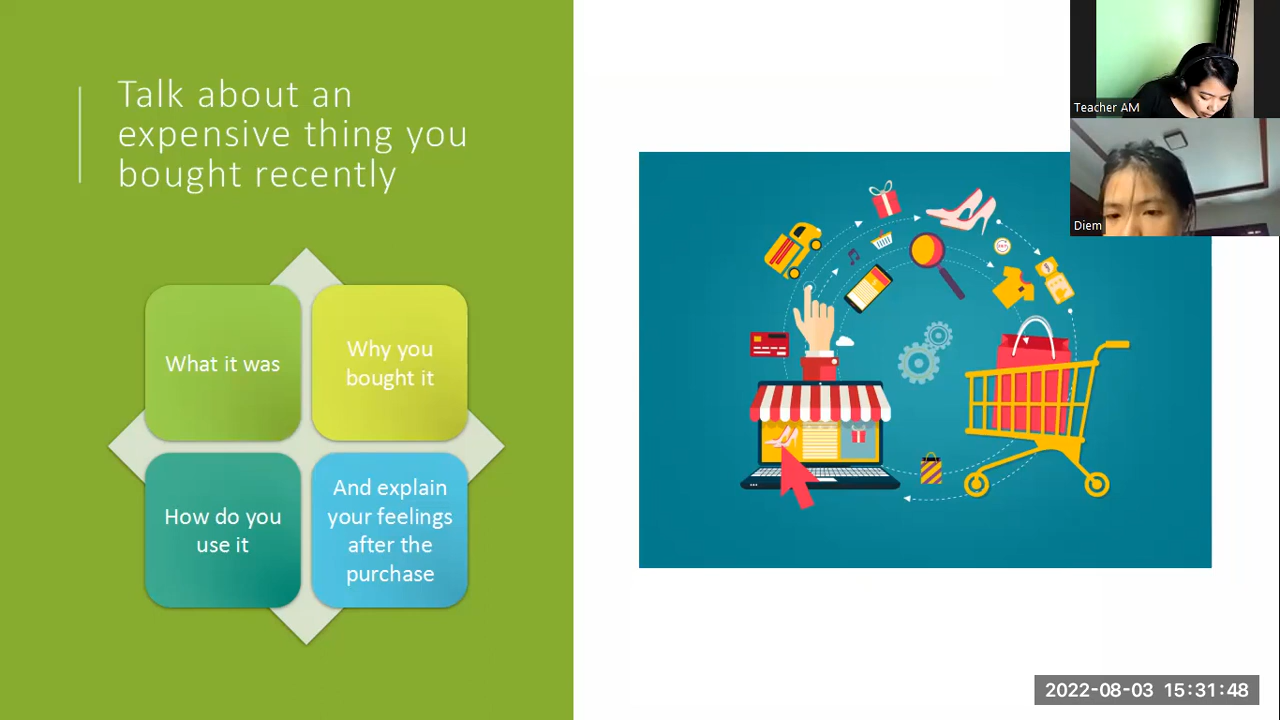 Talk about an
expensive thing you
bought recently
What it was
Why you
bought it
How do you
use it
And explain
your feelings
after the
purchase
Teacher AM
Diem
2022-08-03 15:31:48